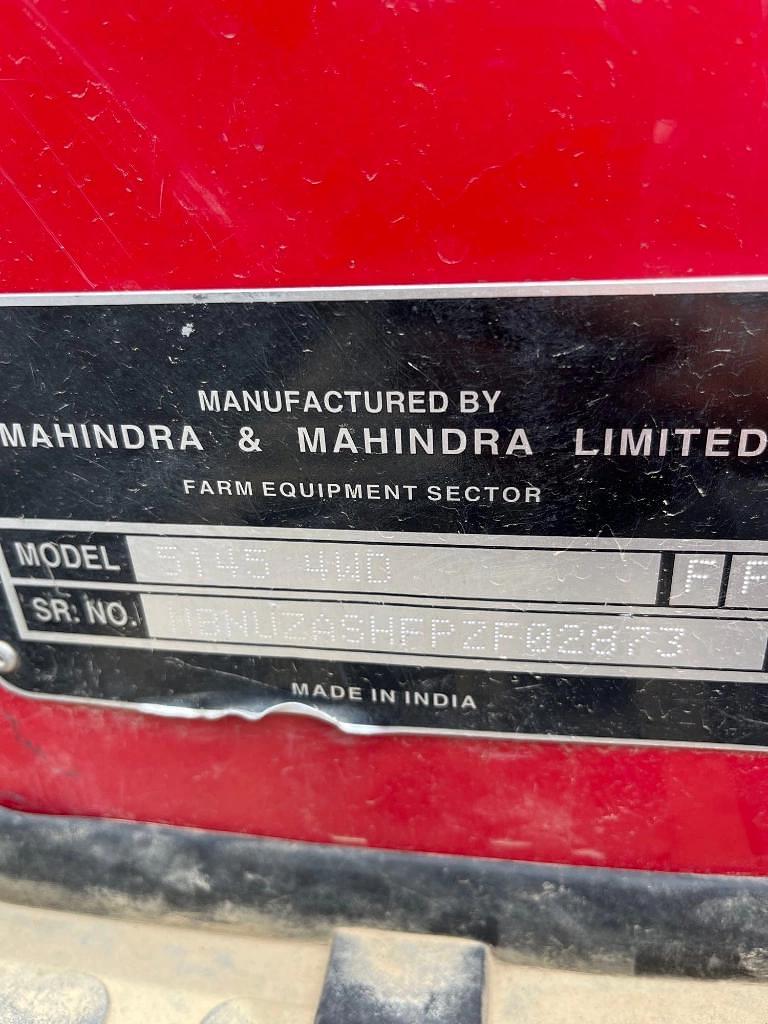 MANUFACTURED BY
MAHINDRA & MAHINDRA LIMITED
FARM EQUIPMENT SECTOR
MODEL 5145 4WD F F
SR. NO. MBNUZASHFPZF02873
MADE IN INDIA